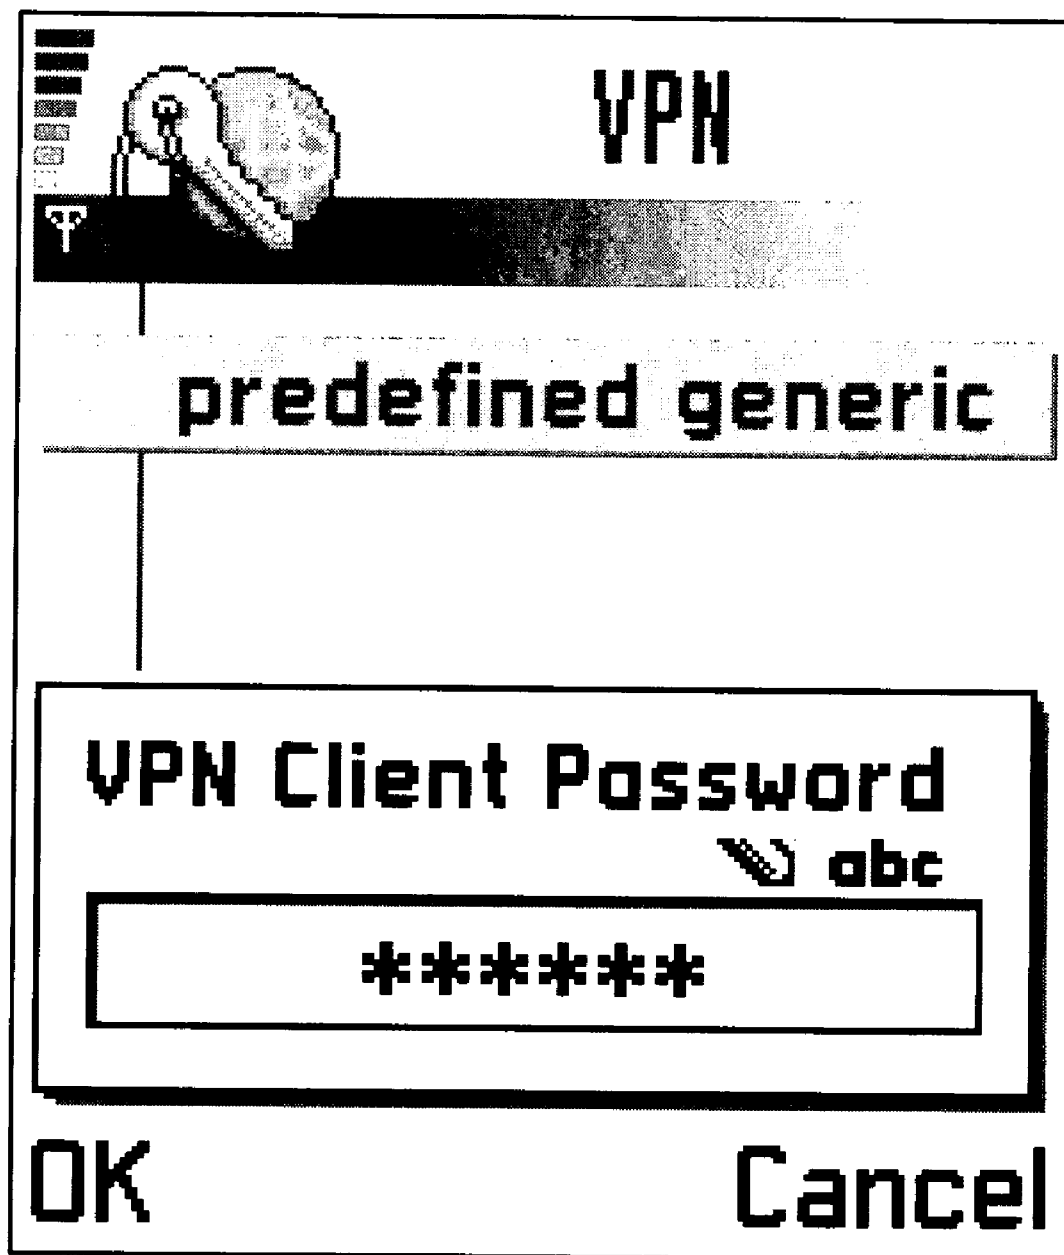 VPN
predefined generic
VPN Client Password
abc
******
OK
Cancel